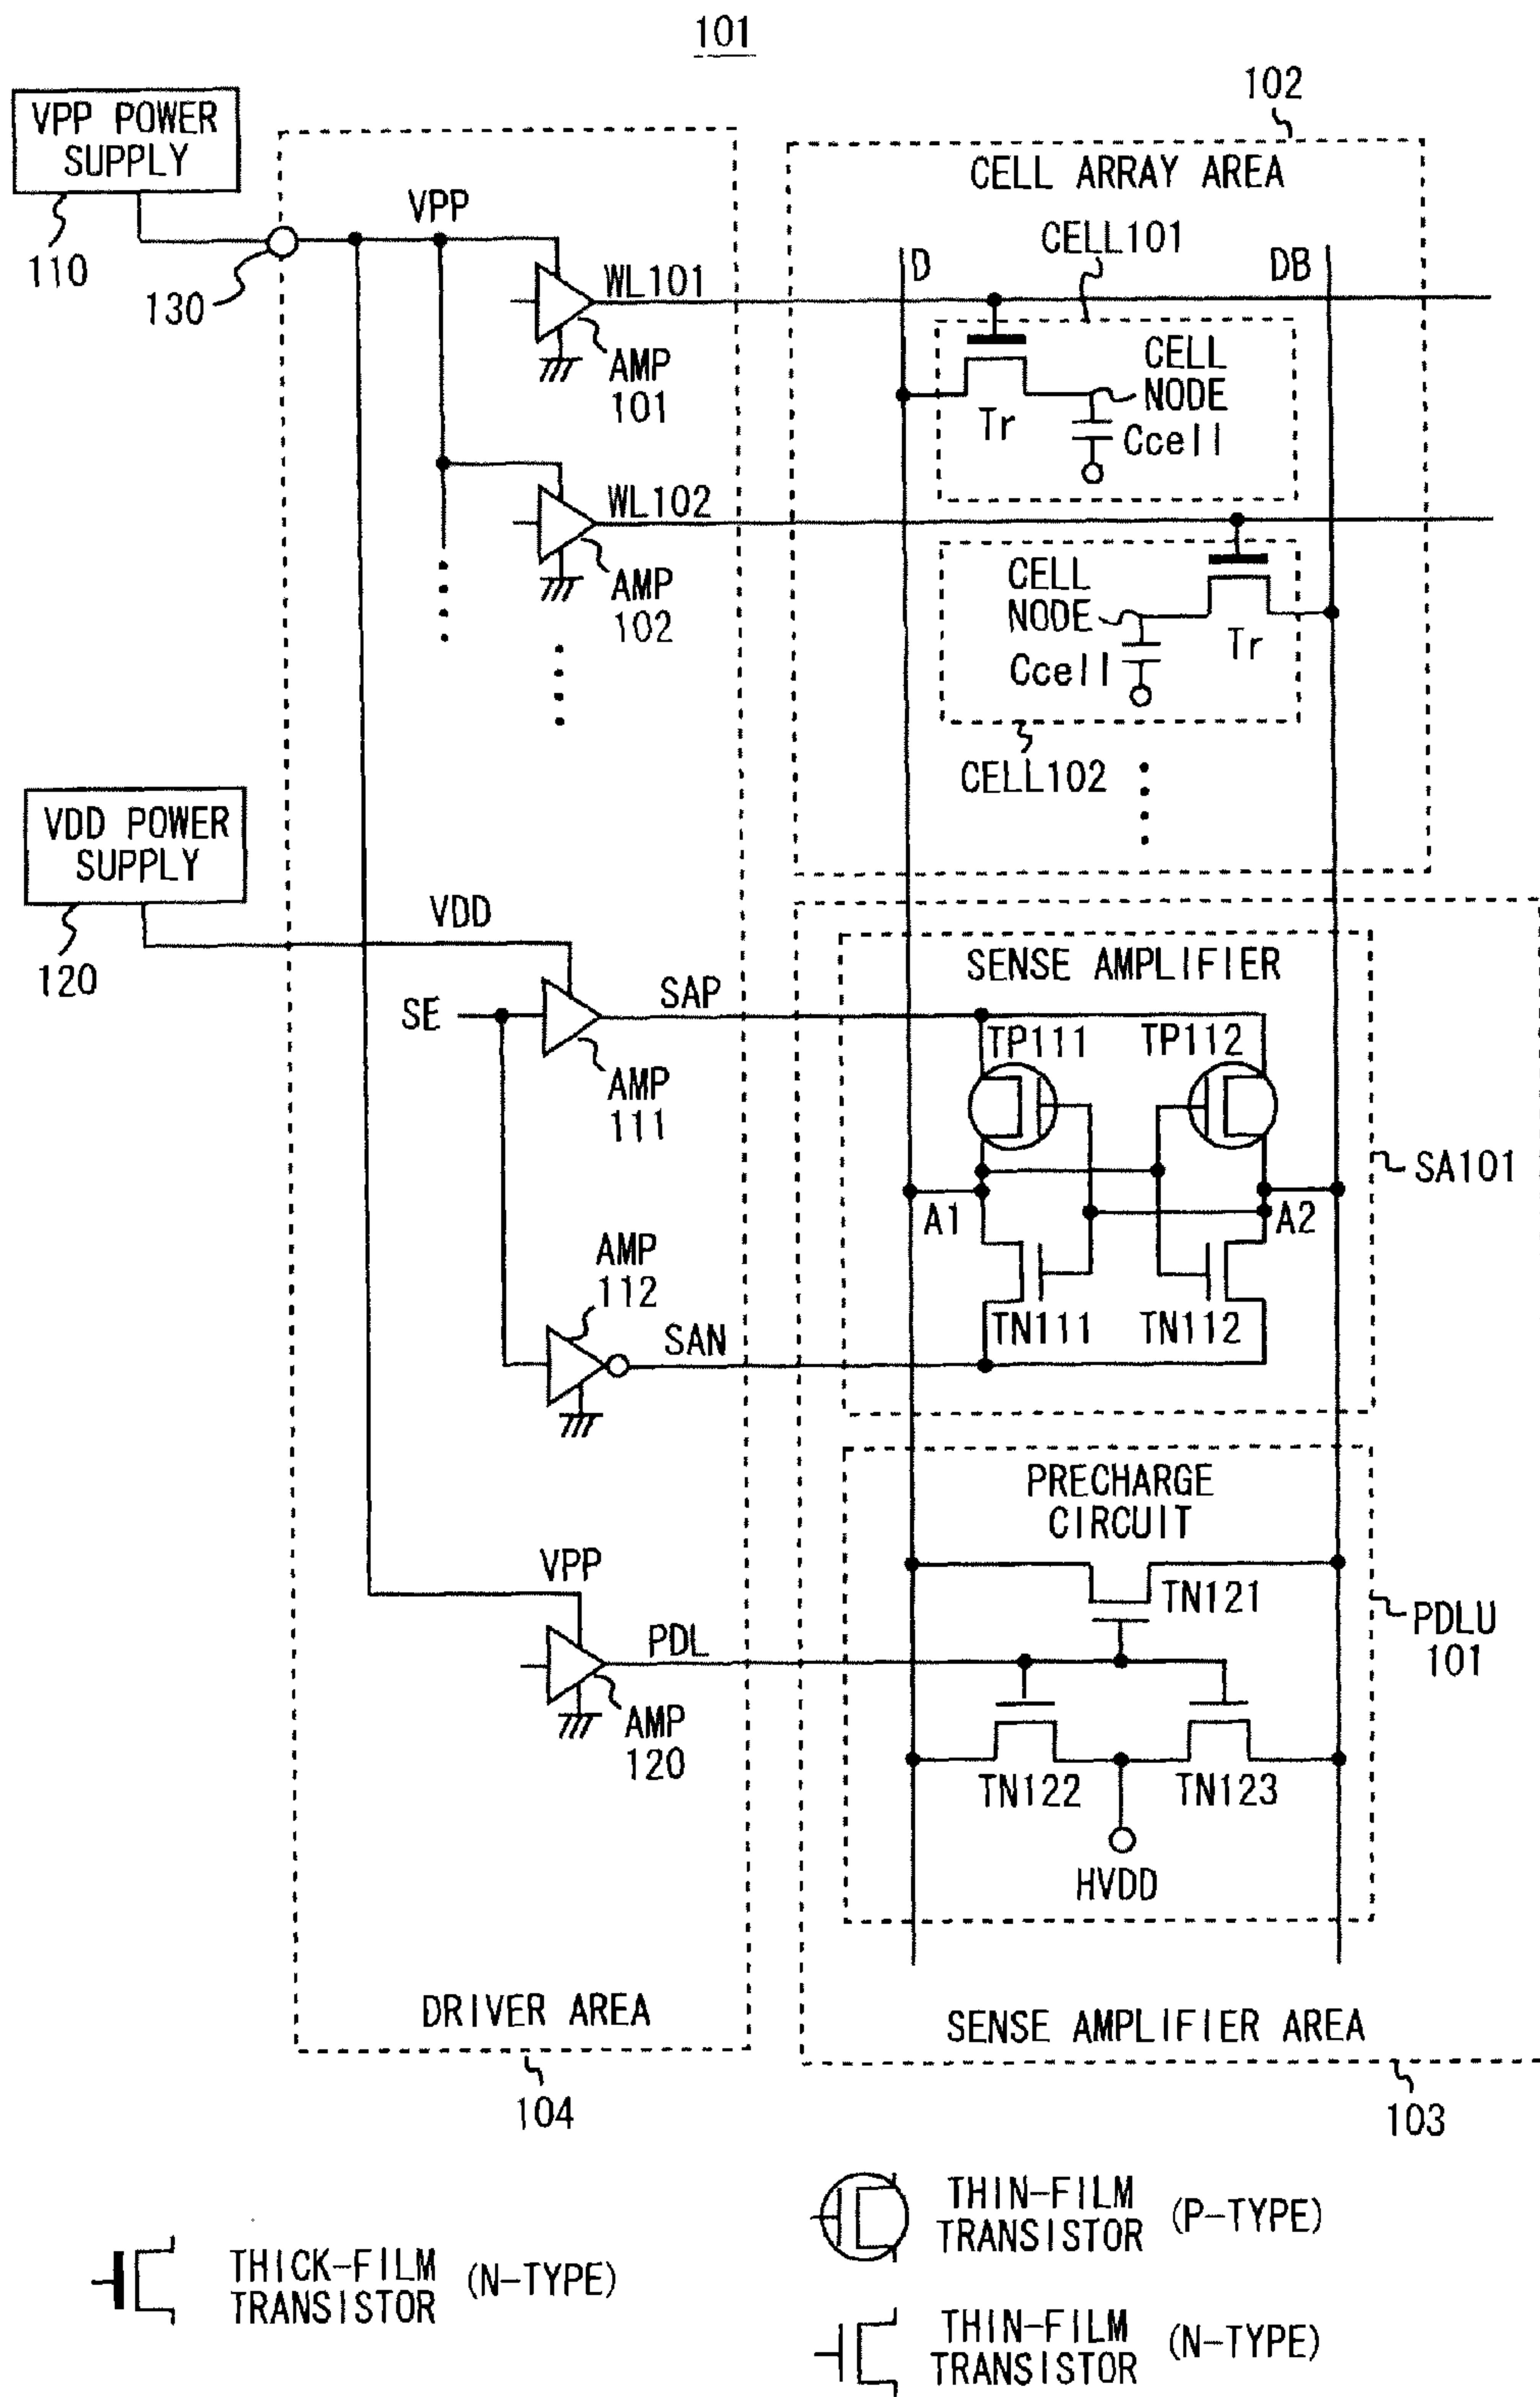 101
VPP POWER
SUPPLY
110
130
VPP
WL101
AMP
101
WL102
AMP
102
102
CELL ARRAY AREA
CELL101
D
DB
CELL
NODE
Tr
Ccell
CELL
NODE
Ccell
Tr
CELL102
VDD POWER
SUPPLY
120
VDD
SE
SAP
AMP
111
AMP
112
SAN
SENSE AMPLIFIER
TP111
TP112
A1
A2
TN111
TN112
SA101
PRECHARGE
CIRCUIT
VPP
PDL
AMP
120
TN121
TN122
TN123
HVDD
PDLU
101
DRIVER AREA
104
SENSE AMPLIFIER AREA
103
THICK-FILM
TRANSISTOR
(N-TYPE)
THIN-FILM
TRANSISTOR
(P-TYPE)
THIN-FILM
TRANSISTOR
(N-TYPE)